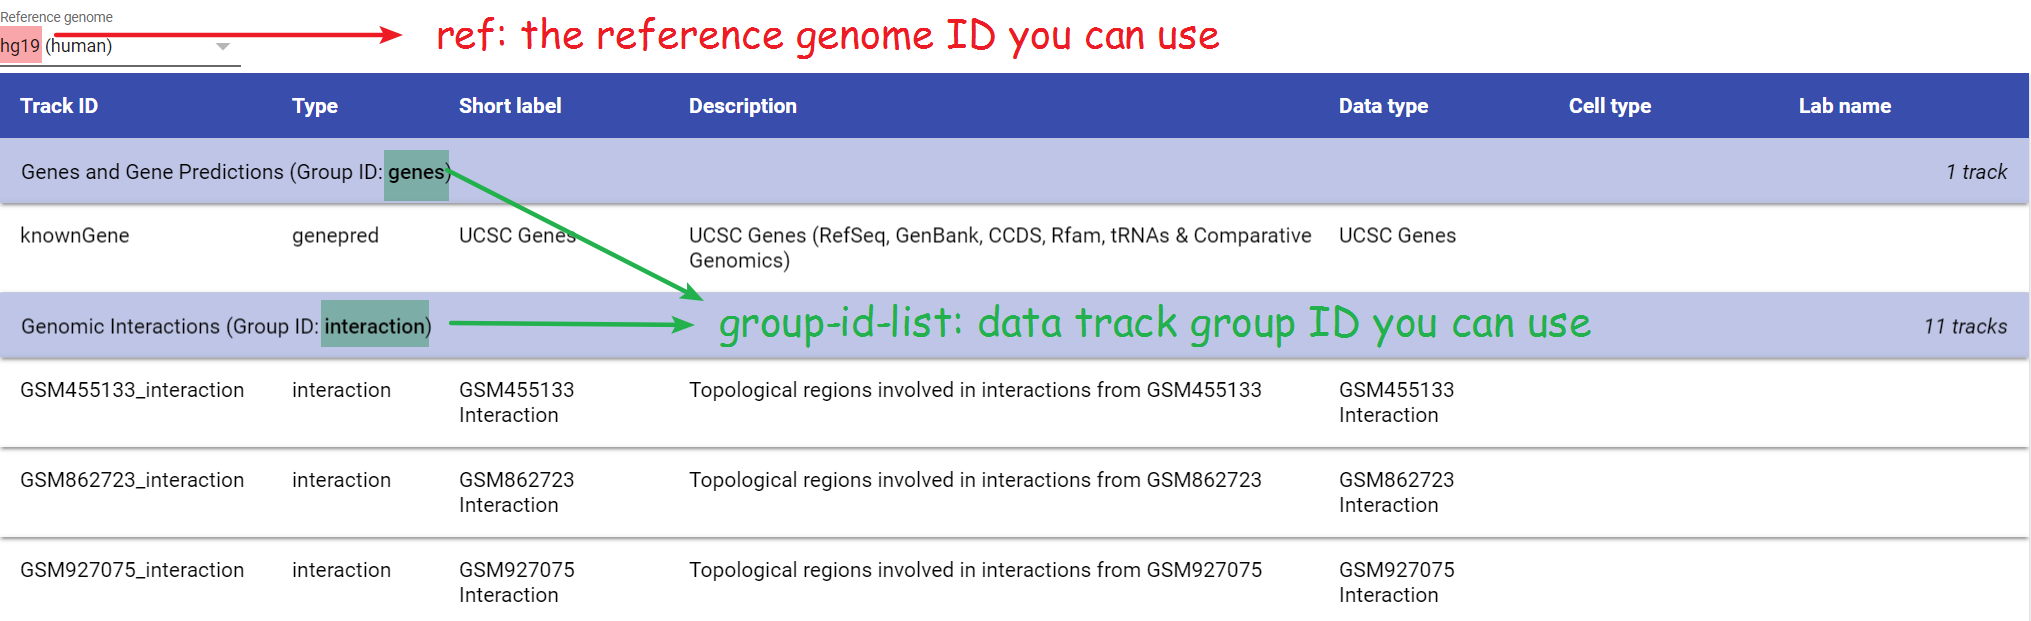 Reference genome
hg19 (human)
ref: the reference genome ID you can use
Track ID Type Short label Description Data type Cell type Lab name
Genes and Gene Predictions (Group ID: genes) 1 track
knownGene genepred UCSC Genes UCSC Genes (RefSeq, GenBank, CCDS, Rfam, tRNAs & Comparative UCSC Genes
Genomics)
Genomic Interactions (Group ID: interaction) group-id-list: data track group ID you can use 11 tracks
GSM455133_interaction interaction GSM455133 Topological regions involved in interactions from GSM455133 GSM455133
Interaction Interaction
GSM862723_interaction interaction GSM862723 Topological regions involved in interactions from GSM862723 GSM862723
Interaction Interaction
GSM927075_interaction interaction GSM927075 Topological regions involved in interactions from GSM927075 GSM927075
Interaction Interaction